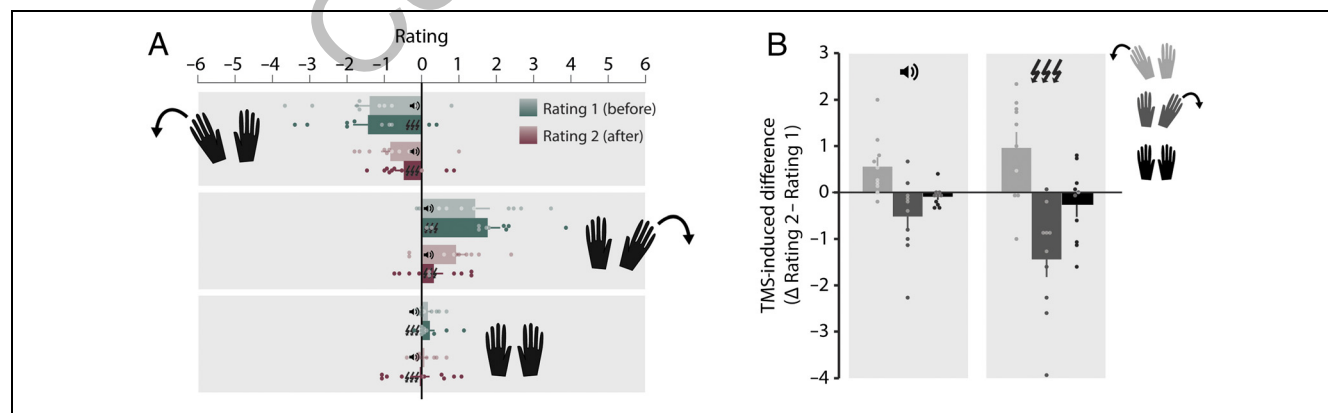 A
Rating
–6 –5 –4 –3 –2 –1 0 1 2 3 4 5 6
Rating 1 (before)
Rating 2 (after)
B
TMS-induced difference
(Δ Rating 2 – Rating 1)
3
2
1
0
–1
–2
–3
–4